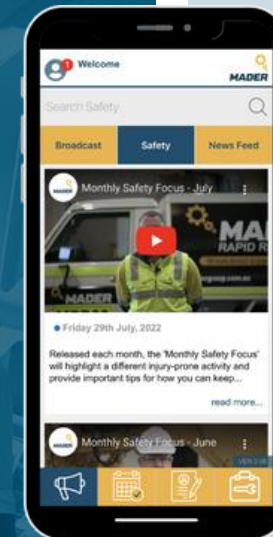 1
Welcome
MADER
Search Safety
Broadcast
Safety
News Feed
MADER
Monthly Safety Focus - July
MA
RAPID R
Friday 29th July, 2022
Released each month, the 'Monthly Safety Focus'
will highlight a different injury-prone activity and
provide important tips for how you can keep...
read more...
MADER
Monthly Safety Focus - June